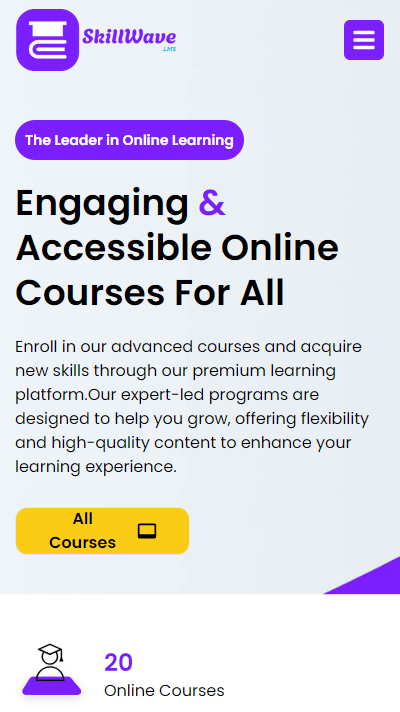 SkillWave
LMS
The Leader in Online Learning
Engaging &
Accessible Online
Courses For All
Enroll in our advanced courses and acquire
new skills through our premium learning
platform.Our expert-led programs are
designed to help you grow, offering flexibility
and high-quality content to enhance your
learning experience.
All
Courses
20
Online Courses